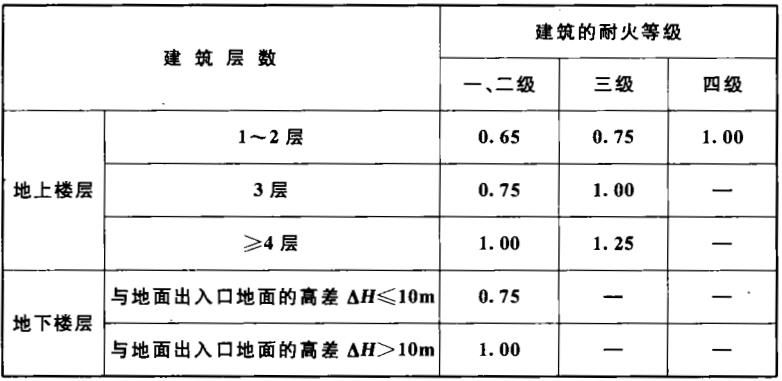 建筑层数 建筑的耐火等级
一、二级 三级 四级
地上楼层 1～2层 0.65 0.75 1.00
3层 0.75 1.00 —
≥4层 1.00 1.25 —
地下楼层 与地面出入口地面的高差 ΔH≤10m 0.75 — —
与地面出入口地面的高差 ΔH＞10m 1.00 — —